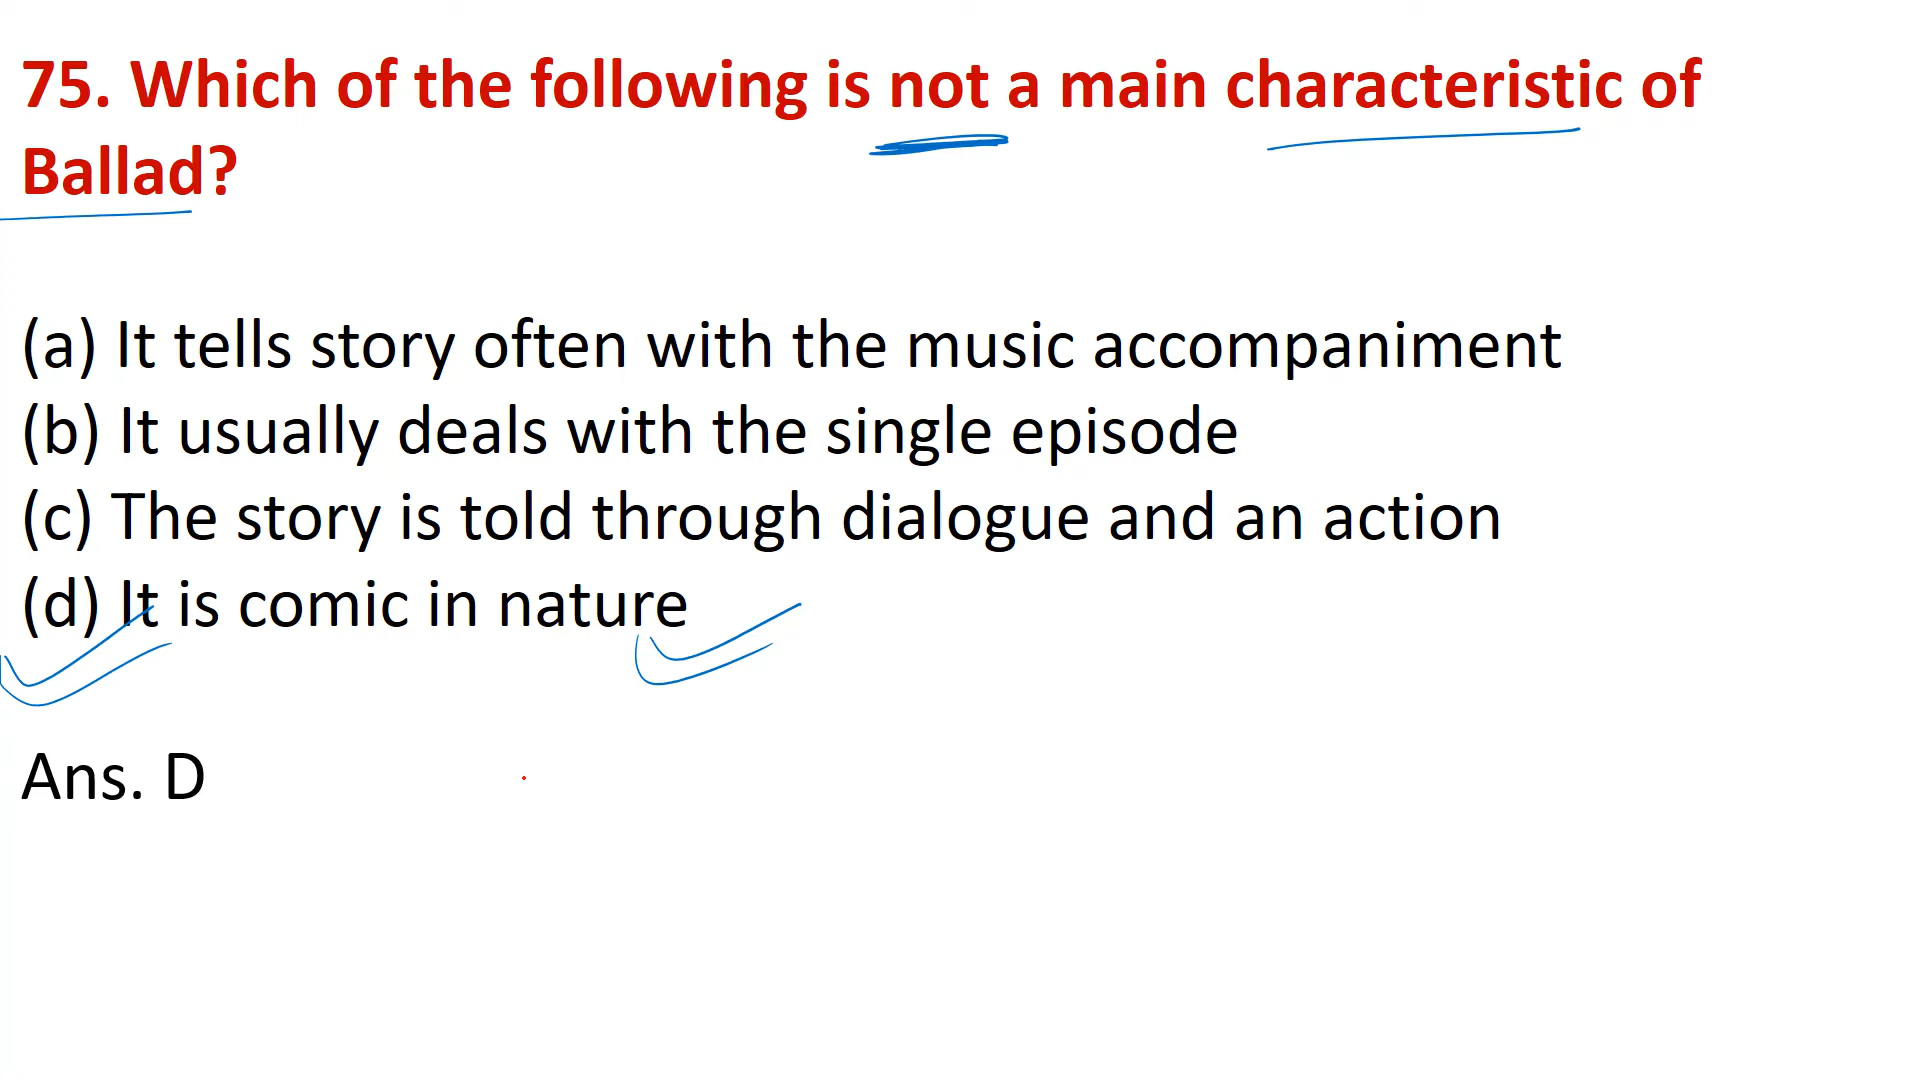 75. Which of the following is not a main characteristic of
Ballad?
(a) It tells story often with the music accompaniment
(b) It usually deals with the single episode
(c) The story is told through dialogue and an action
(d) It is comic in nature
Ans. D